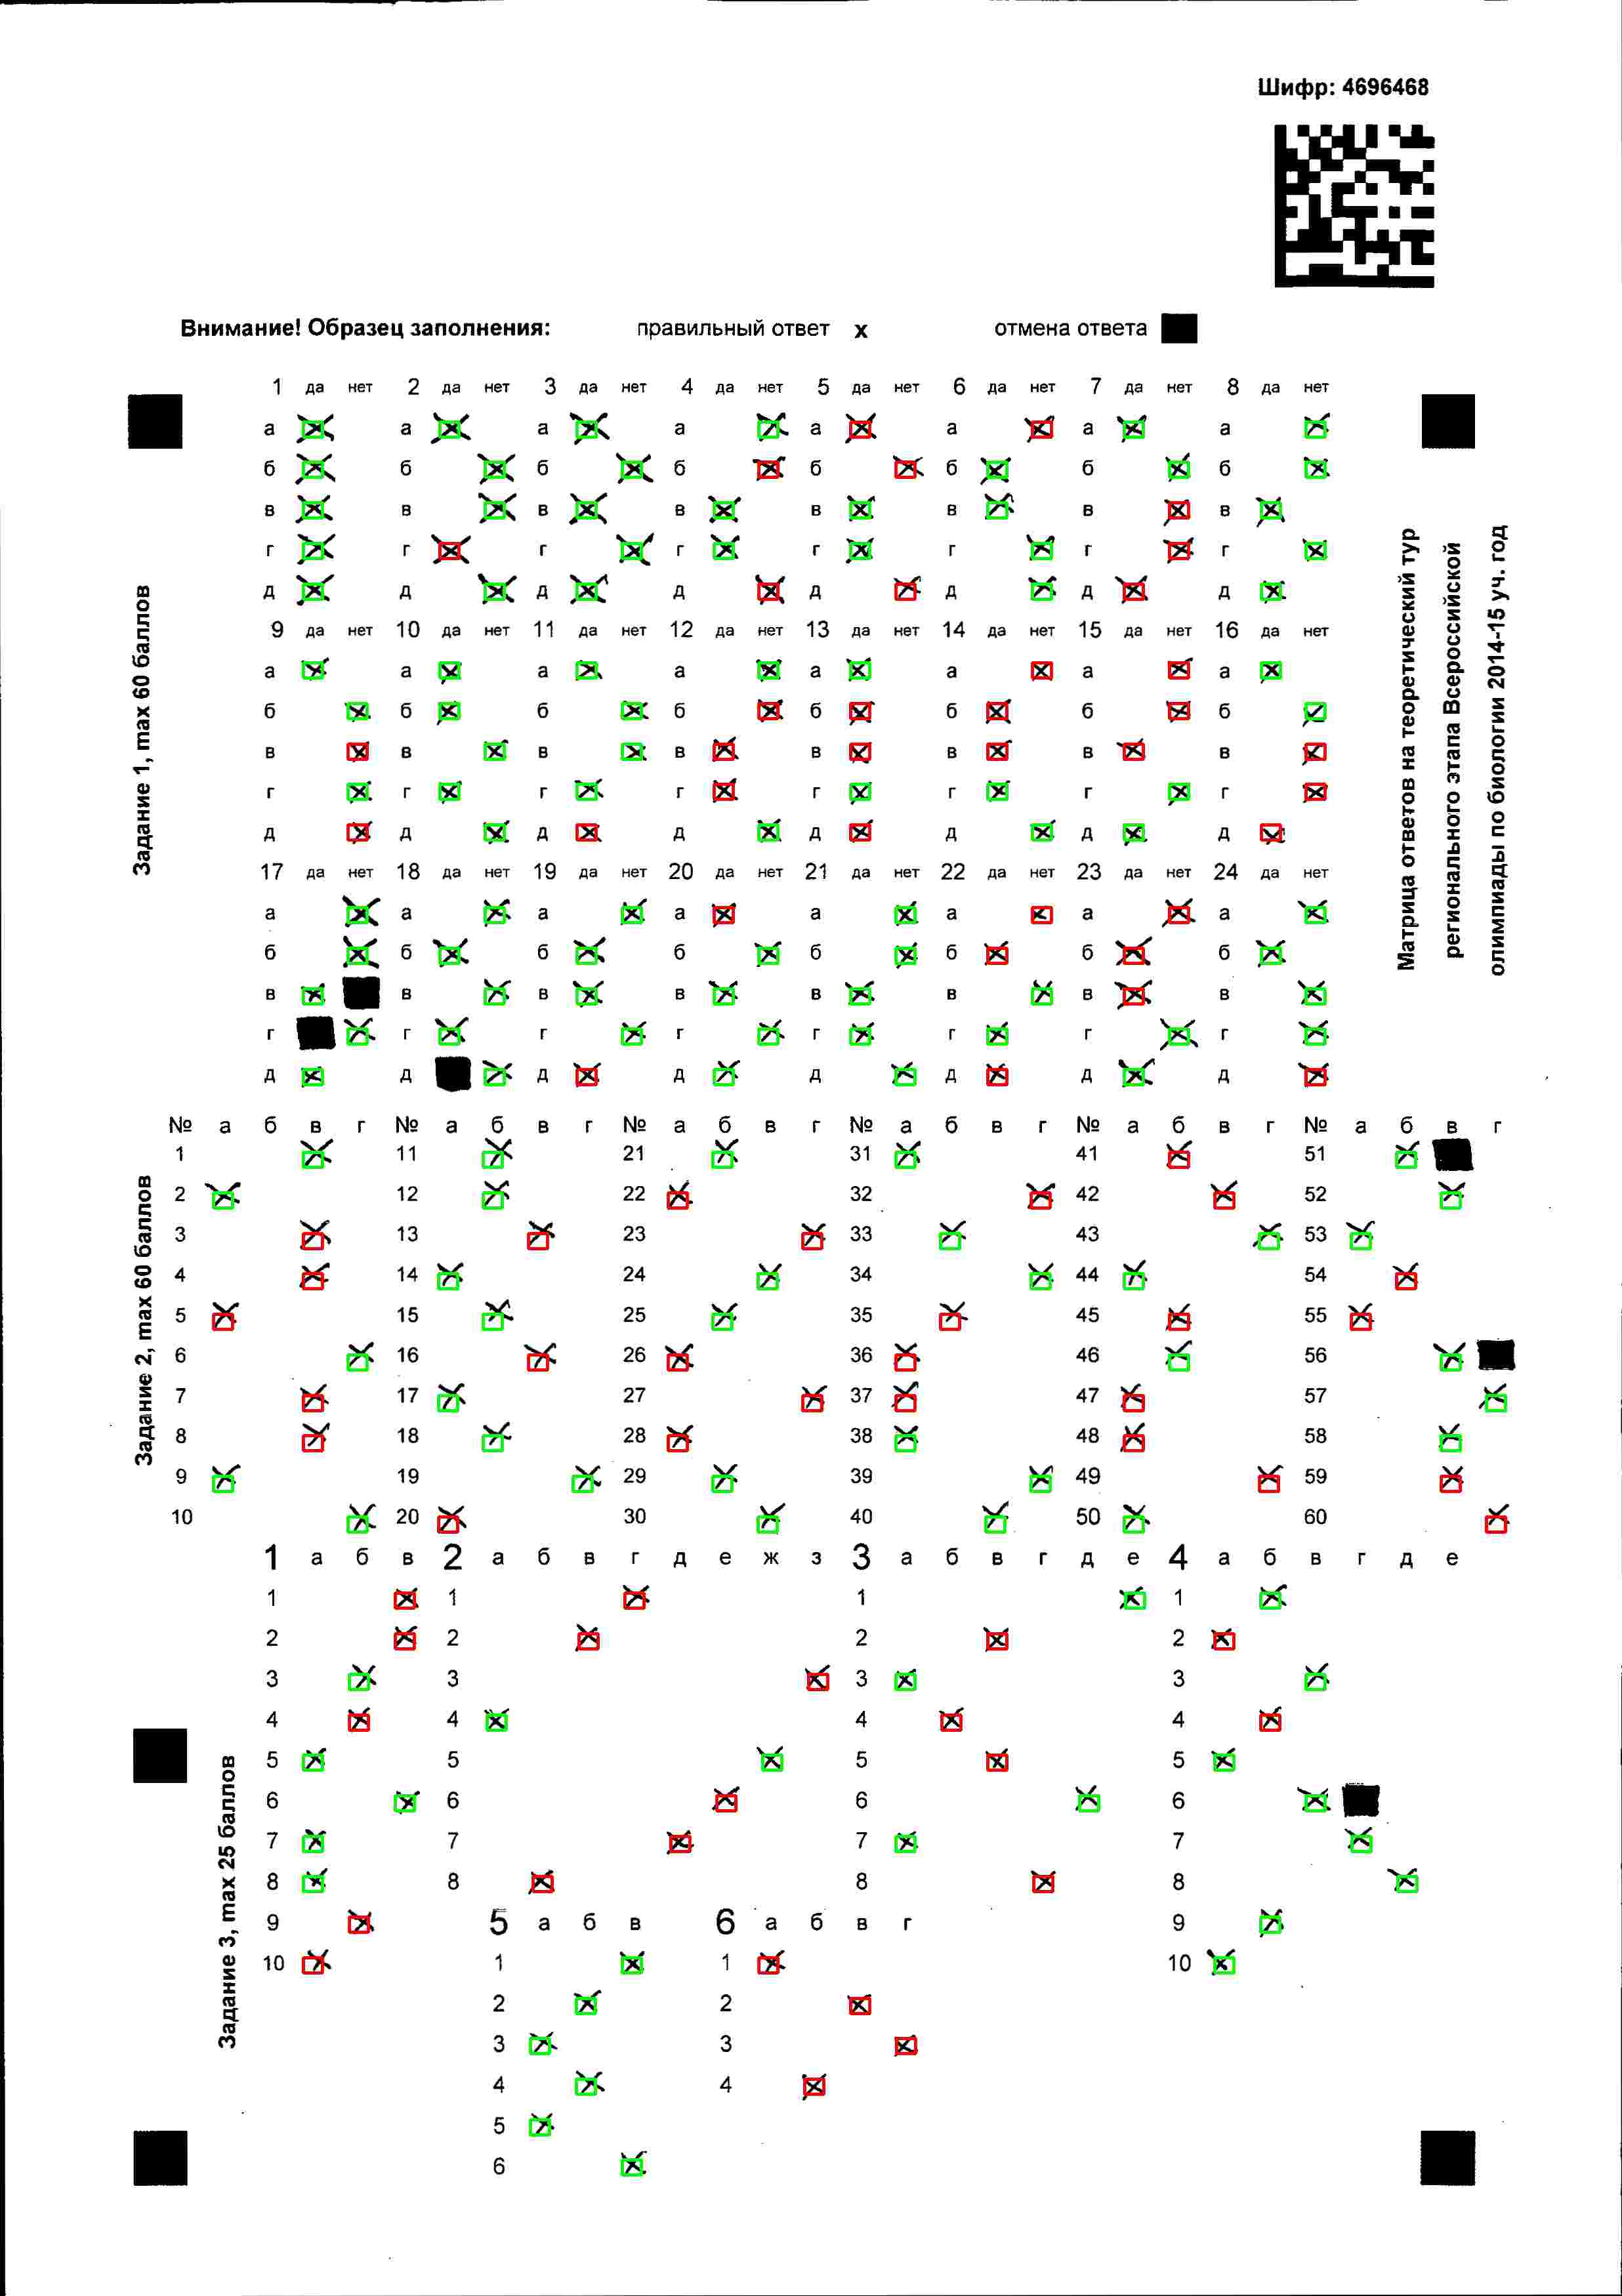 Шифр: 4696468
Внимание! Образец заполнения: правильный ответ х отмена ответа
1 да нет 2 да нет 3 да нет 4 да нет 5 да нет 6 да нет 7 да нет 8 да нет
а а а а а а а а
б б б б б б б б
в в в в в в в в
г г г г г г г г
д д д д д д д д
9 да нет 10 да нет 11 да нет 12 да нет 13 да нет 14 да нет 15 да нет 16 да нет
а а а а а а а а
б б б б б б б б
в в в в в в в в
г г г г г г г г
д д д д д д д д
17 да нет 18 да нет 19 да нет 20 да нет 21 да нет 22 да нет 23 да нет 24 да нет
а а а а а а а а
б б б б б б б б
в в в в в в в в
г г г г г г г г
д д д д д д д д
Задание 1, max 60 баллов
Матрица ответов на теоретический тур
регионального этапа Всероссийской
олимпиады по биологии 2014-15 уч. год
№ а б в г № а б в г № а б в г № а б в г № а б в г № а б в г
1 11 21 31 41 51
2 12 22 32 42 52
3 13 23 33 43 53
4 14 24 34 44 54
5 15 25 35 45 55
6 16 26 36 46 56
7 17 27 37 47 57
8 18 28 38 48 58
9 19 29 39 49 59
10 20 30 40 50 60
Задание 2, max 60 баллов
1 а б в 2 а б в г д е ж з 3 а б в г д е 4 а б в г д е
1 1 1 1
2 2 2 2
3 3 3 3
4 4 4 4
5 5 5 5
6 6 6 6
7 7 7 7
8 8 8 8
9 5 а б в 6 а б в г 9
10 1 1 10
2 2
3 3
4 4
5
6
Задание 3, max 25 баллов